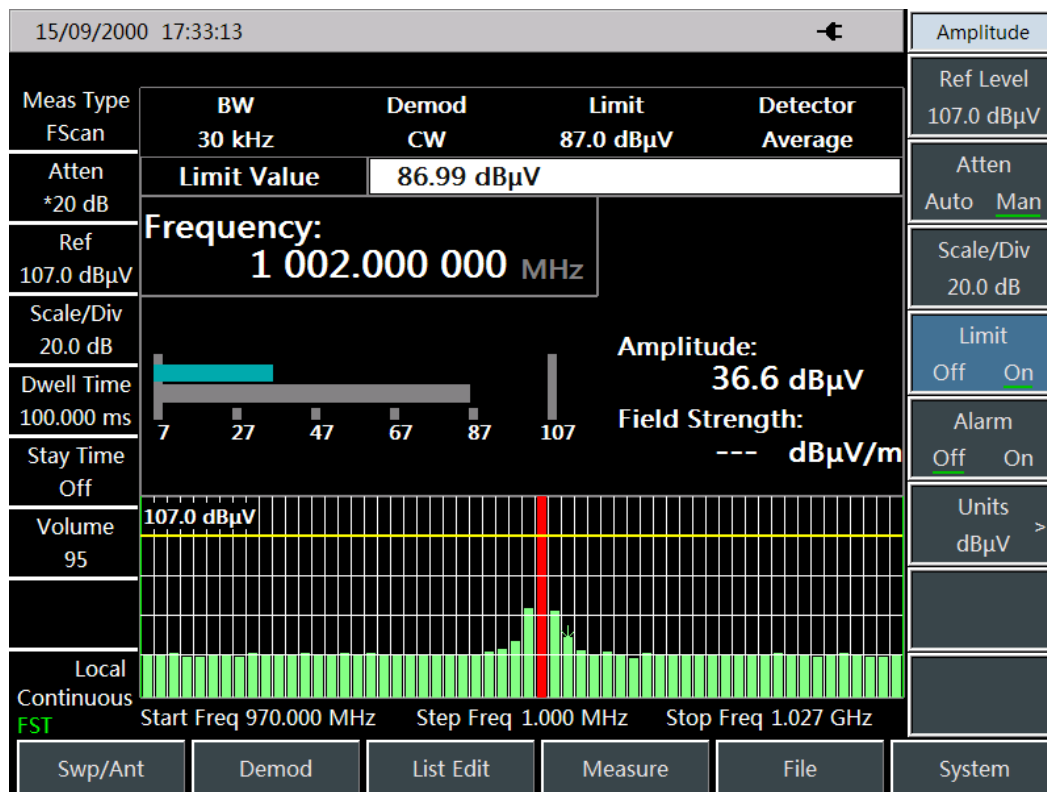 15/09/2000 17:33:13
Amplitude
Meas Type
FScan
Atten
*20 dB
Ref
107.0 dBµV
Scale/Div
20.0 dB
Dwell Time
100.000 ms
Stay Time
Off
Volume
95
Local
Continuous
FST
BW Demod Limit Detector
30 kHz CW 87.0 dBµV Average
Limit Value 86.99 dBµV
Frequency:
1 002.000 000 MHz
Amplitude:
36.6 dBµV
Field Strength:
--- dBµV/m
7 27 47 67 87 107
107.0 dBµV
Start Freq 970.000 MHz Step Freq 1.000 MHz Stop Freq 1.027 GHz
Ref Level
107.0 dBµV
Atten
Auto Man
Scale/Div
20.0 dB
Limit
Off On
Alarm
Off On
Units >
dBµV
Swp/Ant Demod List Edit Measure File System